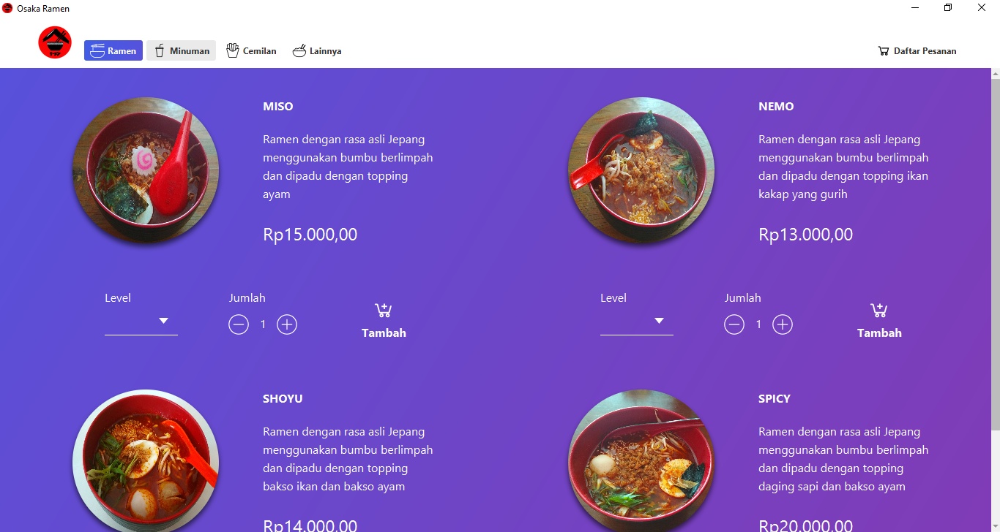 Osaka Ramen
Ramen
Minuman
Cemilan
Lainnya
Daftar Pesanan
MISO
Ramen dengan rasa asli Jepang
menggunakan bumbu berlimpah
dan dipadu dengan topping
ayam
Rp15.000,00
Level
Jumlah
1
Tambah
NEMO
Ramen dengan rasa asli Jepang
menggunakan bumbu berlimpah
dan dipadu dengan topping ikan
kakap yang gurih
Rp13.000,00
Level
Jumlah
1
Tambah
SHOYU
Ramen dengan rasa asli Jepang
menggunakan bumbu berlimpah
dan dipadu dengan topping
bakso ikan dan bakso ayam
Rp14.000,00
SPICY
Ramen dengan rasa asli Jepang
menggunakan bumbu berlimpah
dan dipadu dengan topping
daging sapi dan bakso ayam
Rp20.000,00